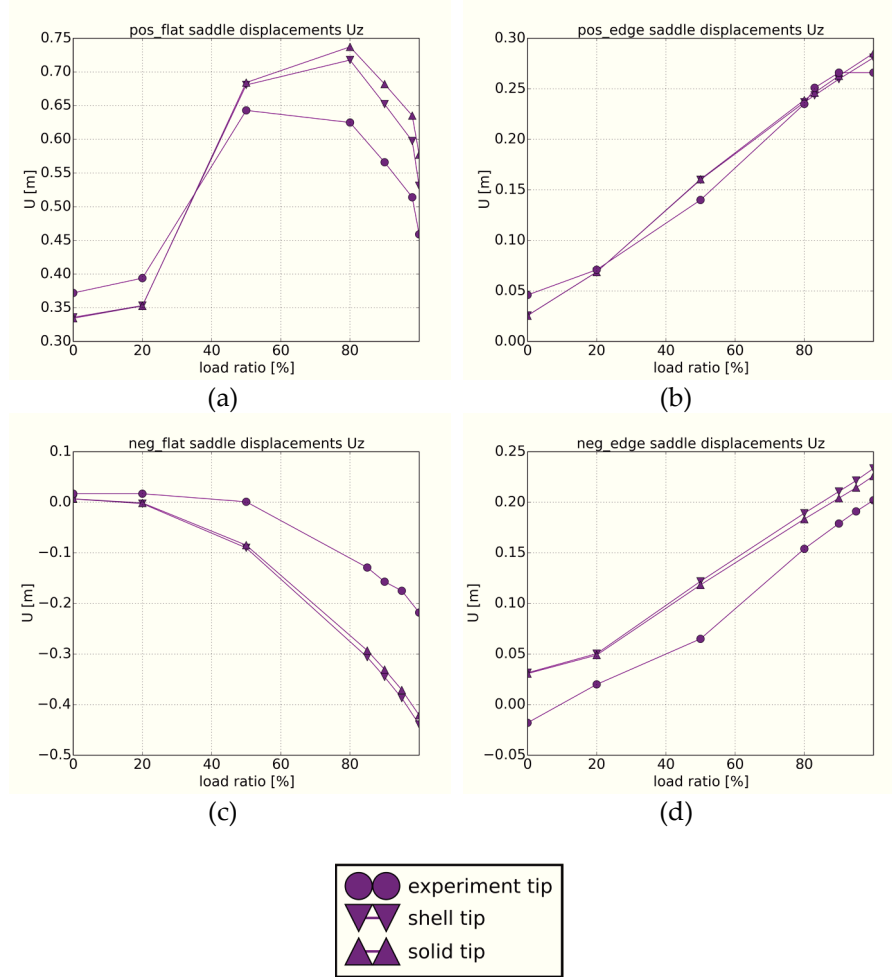 pos_flat saddle displacements Uz
0.75
0.70
0.65
0.60
0.55
0.50
0.45
0.40
0.35
0.30
U [m]
0 20 40 60 80
load ratio [%]
(a)
pos_edge saddle displacements Uz
0.30
0.25
0.20
0.15
0.10
0.05
0.00
U [m]
0 20 40 60 80
load ratio [%]
(b)
neg_flat saddle displacements Uz
0.1
0.0
−0.1
−0.2
−0.3
−0.4
−0.5
U [m]
0 20 40 60 80
load ratio [%]
(c)
neg_edge saddle displacements Uz
0.25
0.20
0.15
0.10
0.05
0.00
−0.05
U [m]
0 20 40 60 80
load ratio [%]
(d)
experiment tip
shell tip
solid tip